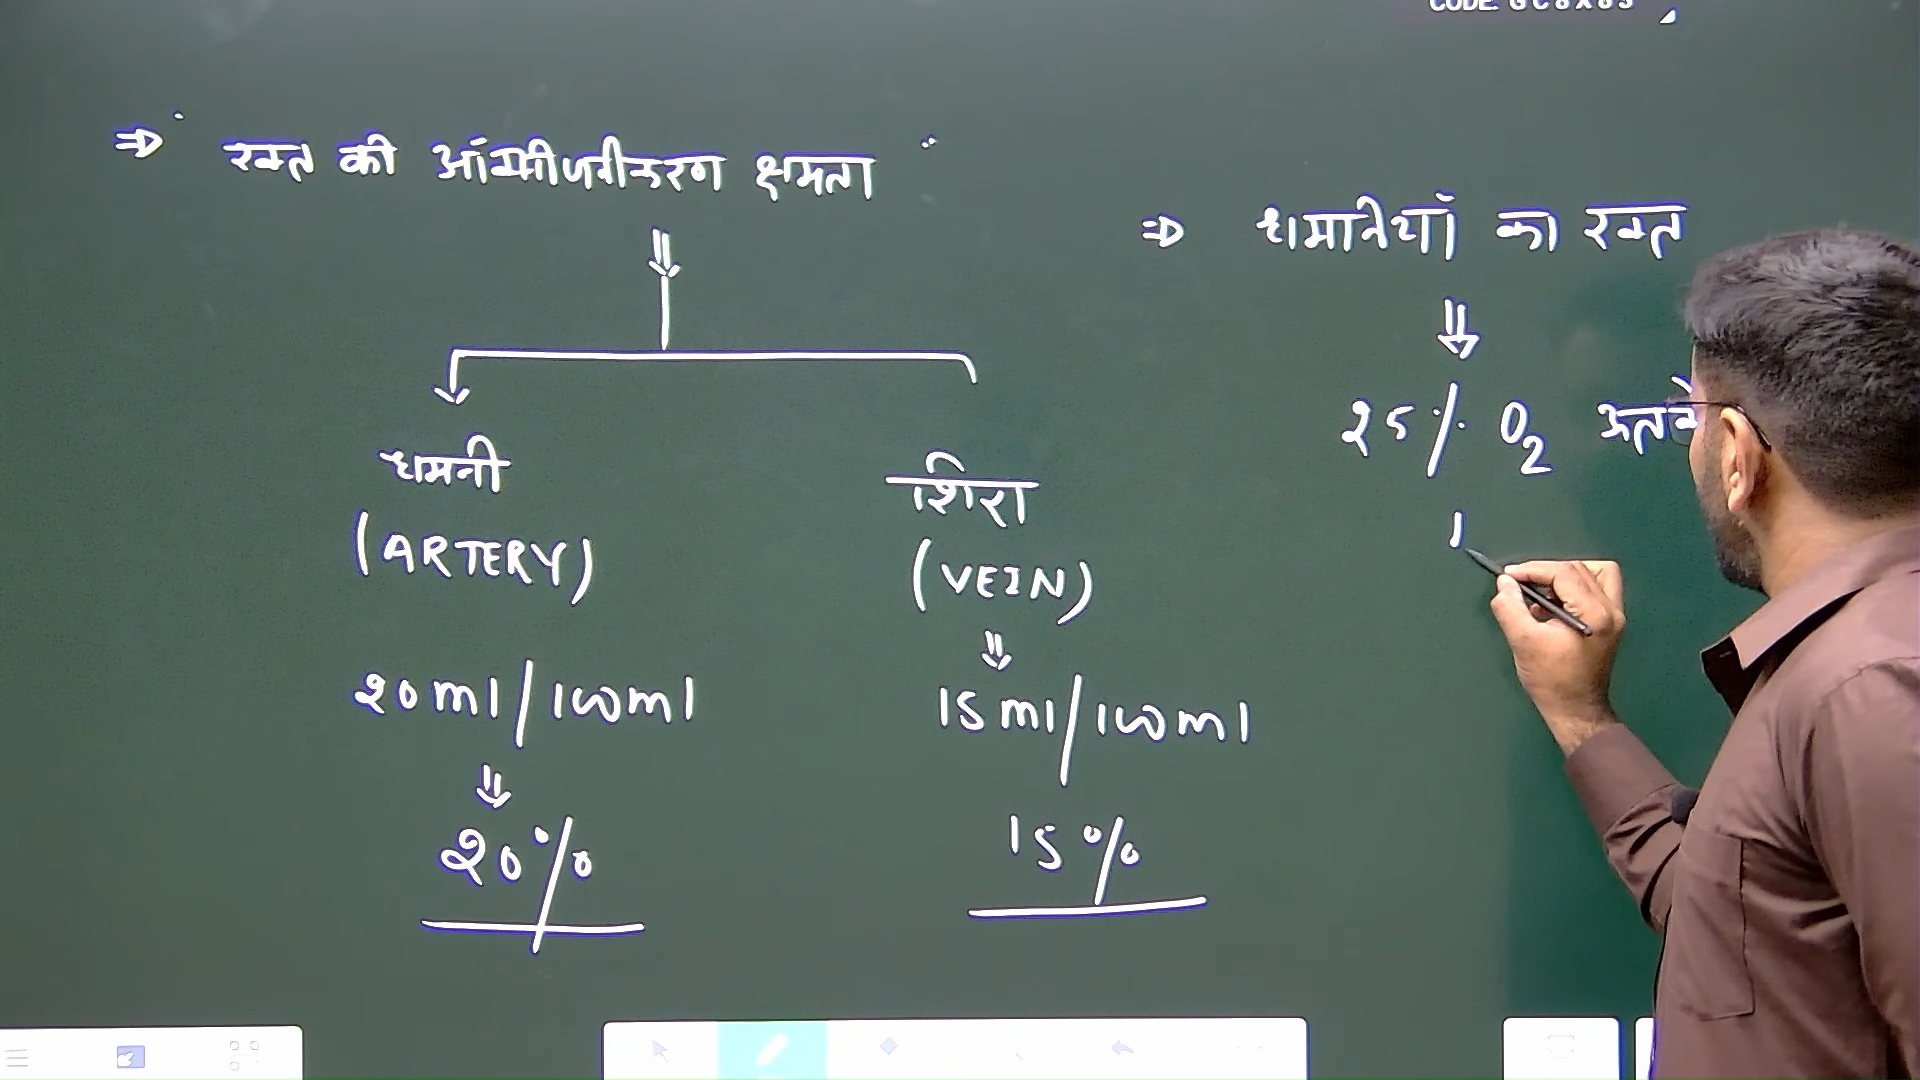 ⇒ " रक्त की ऑक्सीजनीकरण क्षमता "
धमनी
(ARTERY)
20ml/100ml
20%
शिरा
(VEIN)
15ml/100ml
15%
⇒ धमनियों का रक्त
25% O2